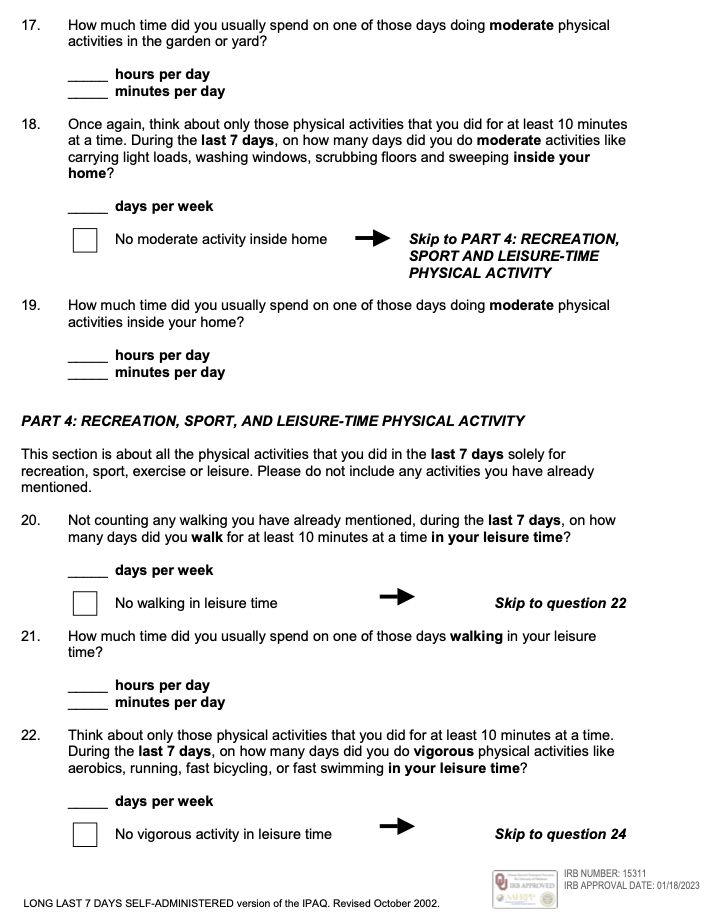 17. How much time did you usually spend on one of those days doing moderate physical
activities in the garden or yard?
_____ hours per day
_____ minutes per day
18. Once again, think about only those physical activities that you did for at least 10 minutes
at a time. During the last 7 days, on how many days did you do moderate activities like
carrying light loads, washing windows, scrubbing floors and sweeping inside your
home?
_____ days per week
No moderate activity inside home Skip to PART 4: RECREATION,
SPORT AND LEISURE-TIME
PHYSICAL ACTIVITY
19. How much time did you usually spend on one of those days doing moderate physical
activities inside your home?
_____ hours per day
_____ minutes per day
PART 4: RECREATION, SPORT, AND LEISURE-TIME PHYSICAL ACTIVITY
This section is about all the physical activities that you did in the last 7 days solely for
recreation, sport, exercise or leisure. Please do not include any activities you have already
mentioned.
20. Not counting any walking you have already mentioned, during the last 7 days, on how
many days did you walk for at least 10 minutes at a time in your leisure time?
_____ days per week
No walking in leisure time Skip to question 22
21. How much time did you usually spend on one of those days walking in your leisure
time?
_____ hours per day
_____ minutes per day
22. Think about only those physical activities that you did for at least 10 minutes at a time.
During the last 7 days, on how many days did you do vigorous physical activities like
aerobics, running, fast bicycling, or fast swimming in your leisure time?
_____ days per week
No vigorous activity in leisure time Skip to question 24
IRB APPROVED
IRB NUMBER: 15311
IRB APPROVAL DATE: 01/18/2023
LONG LAST 7 DAYS SELF-ADMINISTERED version of the IPAQ. Revised October 2002.